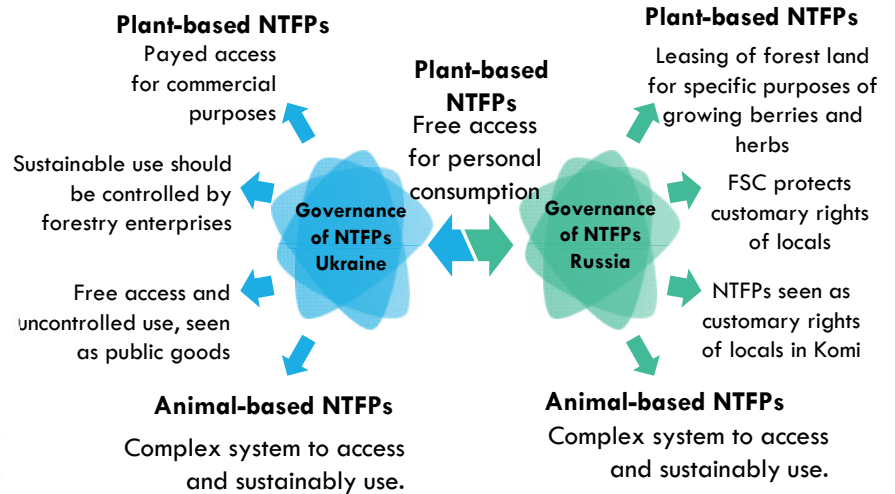 Plant-based NTFPs
Payed access
for commercial
purposes
Sustainable use should
be controlled by
forestry enterprises
Free access and
uncontrolled use, seen
as public goods
Governance
of NTFPs
Ukraine
Animal-based NTFPs
Complex system to access
and sustainably use.
Plant-based
NTFPs
Free access
for personal
consumption
Plant-based NTFPs
Leasing of forest land
for specific purposes of
growing berries and
herbs
FSC protects
customary rights
of locals
Governance
of NTFPs
Russia
NTFPs seen as
customary rights
of locals in Komi
Animal-based NTFPs
Complex system to access
and sustainably use.